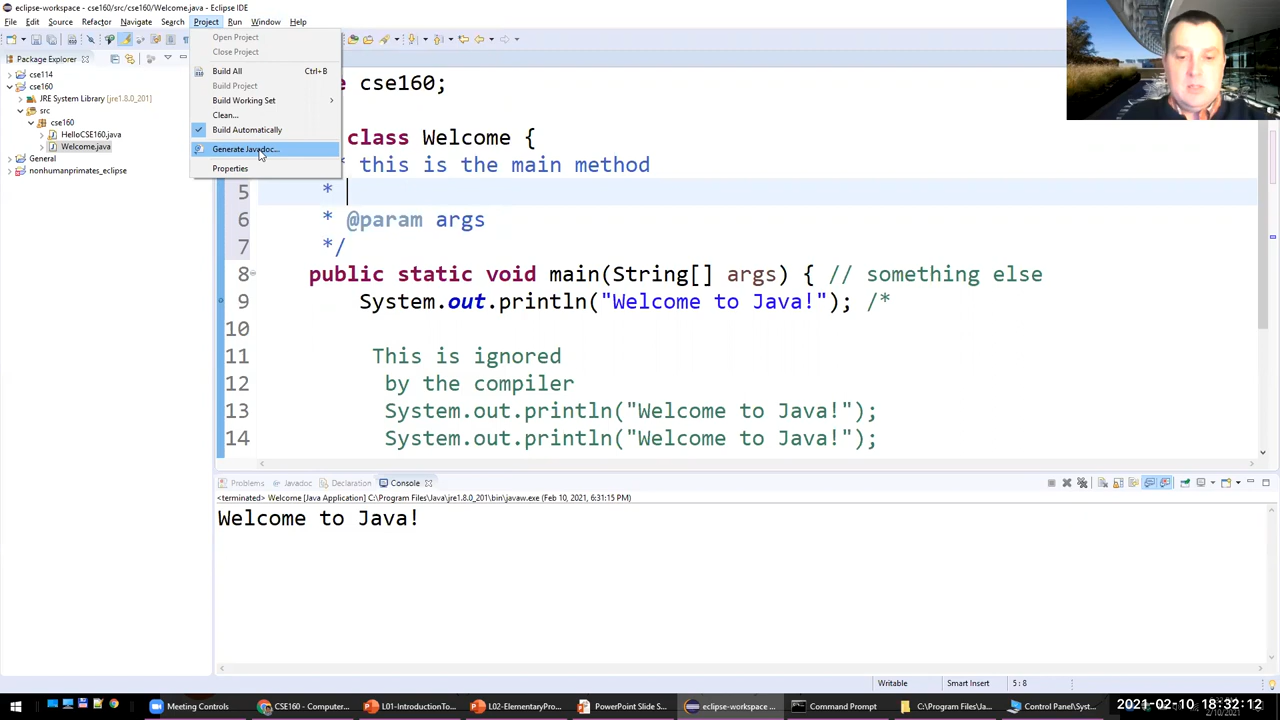 eclipse-workspace - cse160/src/cse160/Welcome.java - Eclipse IDE
File Edit Source Refactor Navigate Search Project Run Window Help
Package Explorer
cse114
cse160
JRE System Library [jre1.8.0_201]
src
cse160
HelloCSE160.java
Welcome.java
General
nonhumanprimates_eclipse
Open Project
Close Project
Build All Ctrl+B
Build Project
Build Working Set
Clean...
Build Automatically
Generate Javadoc...
Properties
cse160;
class Welcome {
* this is the main method
5 *
6 * @param args
7 */
8 public static void main(String[] args) { // something else
9 System.out.println("Welcome to Java!"); /*
10
11 This is ignored
12 by the compiler
13 System.out.println("Welcome to Java!");
14 System.out.println("Welcome to Java!");
Problems Javadoc Declaration Console
<terminated> Welcome [Java Application] C:\Program Files\Java\jre1.8.0_201\bin\javaw.exe (Feb 10, 2021, 6:31:15 PM)
Welcome to Java!
Writable Smart Insert 5 : 8
Meeting Controls CSE160 - Computer... L01-IntroductionTo... L02-ElementaryProg... PowerPoint Slide S... eclipse-workspace ... Command Prompt C:\Program Files\Ja... Control Panel\Syst...
2021-02-10 18:32:12